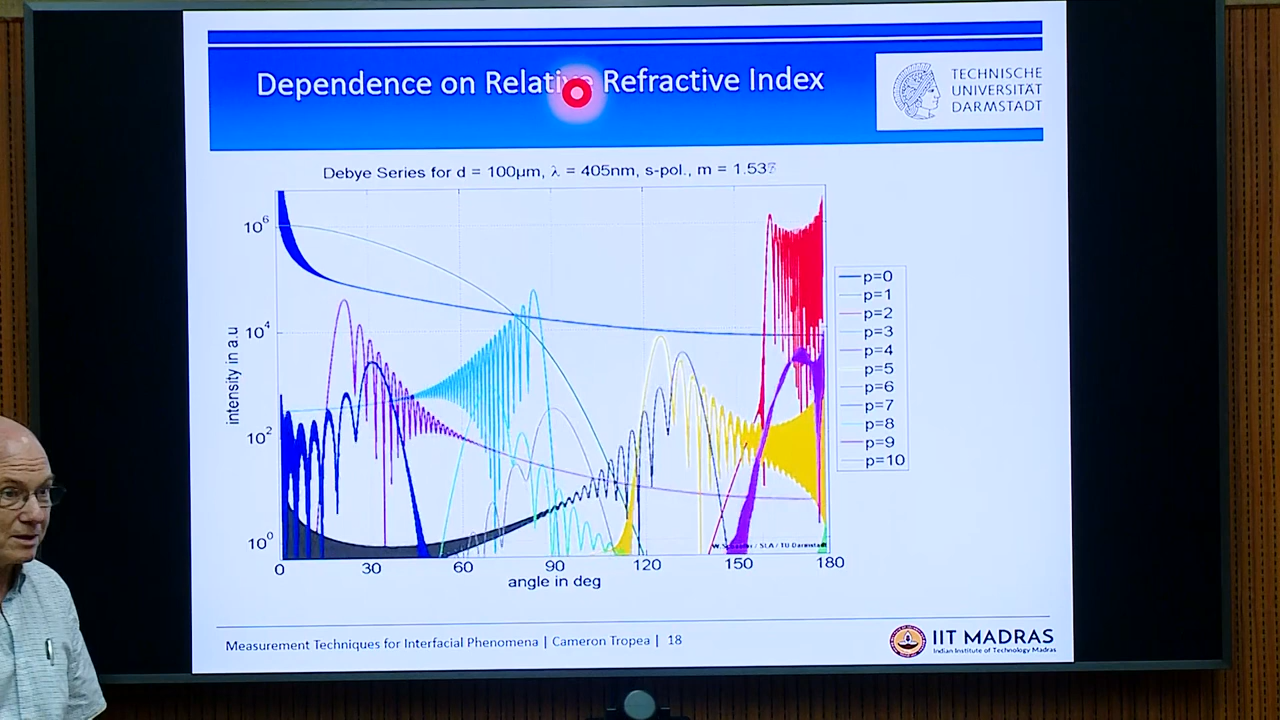 Dependence on Relative Refractive Index
TECHNISCHE
UNIVERSITÄT
DARMSTADT
Debye Series for d = 100µm, λ = 405nm, s-pol., m = 1.53
10⁶
10⁴
10²
10⁰
intensity in a.u
0 30 60 90 120 150 180
angle in deg
p=0
p=1
p=2
p=3
p=4
p=5
p=6
p=7
p=8
p=9
p=10
/ SLA / TU Darmstadt
Measurement Techniques for Interfacial Phenomena | Cameron Tropea | 18
IIT MADRAS
Indian Institute of Technology Madras